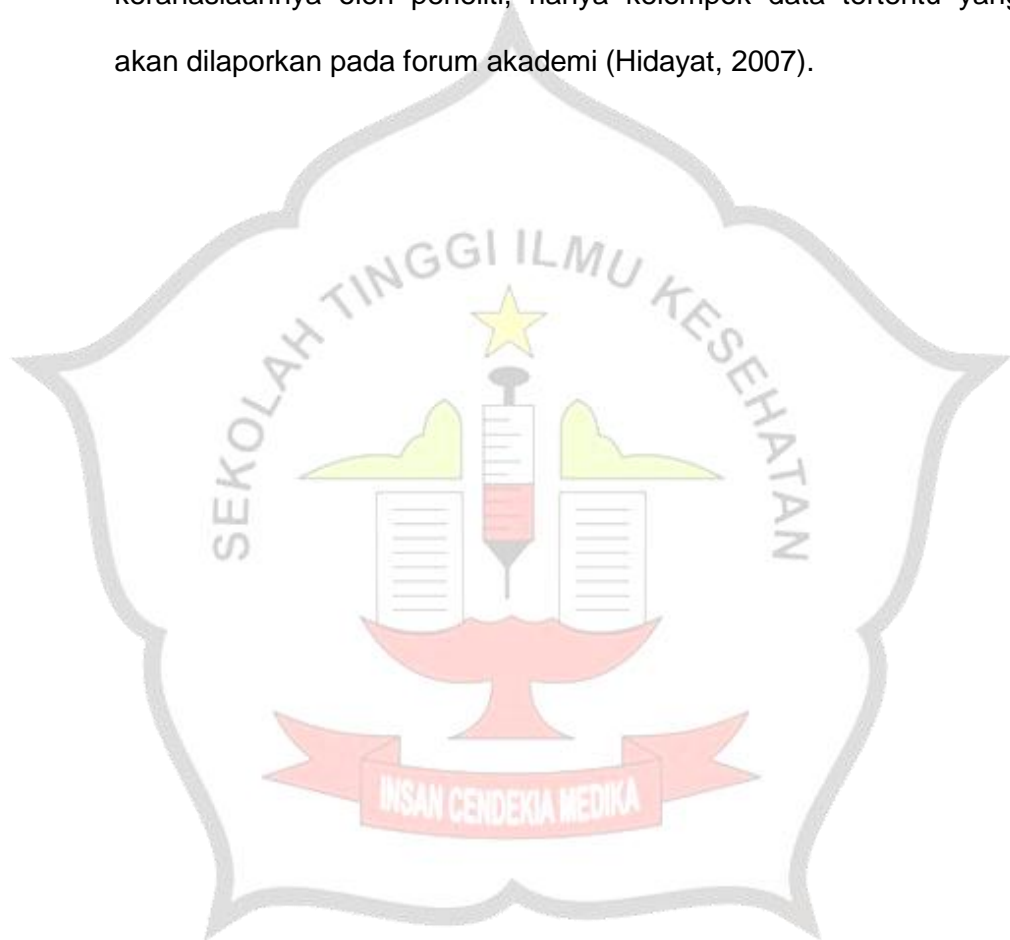 kerahasiaannya oleh peneliti, hanya kelompok data tertentu yang
akan dilaporkan pada forum akademi (Hidayat, 2007).
SEKOLAH TINGGI ILMU KESEHATAN
INSAN CENDEKIA MEDIKA